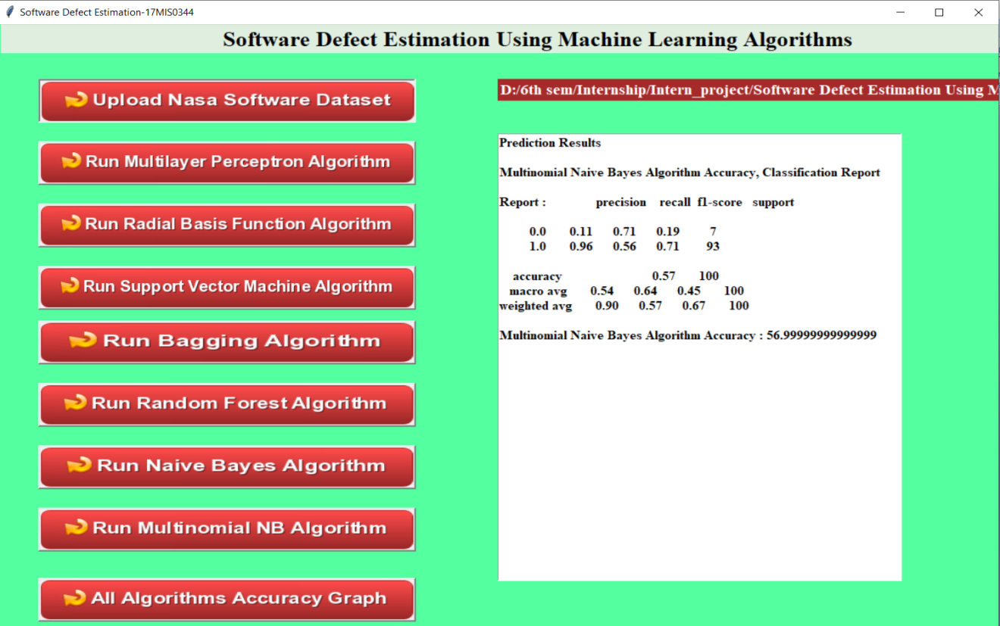 Software Defect Estimation-17MIS0344
Software Defect Estimation Using Machine Learning Algorithms
Upload Nasa Software Dataset
Run Multilayer Perceptron Algorithm
Run Radial Basis Function Algorithm
Run Support Vector Machine Algorithm
Run Bagging Algorithm
Run Random Forest Algorithm
Run Naive Bayes Algorithm
Run Multinomial NB Algorithm
All Algorithms Accuracy Graph
D:/6th sem/Internship/Intern_project/Software Defect Estimation Using M
Prediction Results
Multinomial Naive Bayes Algorithm Accuracy, Classification Report
Report : precision recall f1-score support
0.0 0.11 0.71 0.19 7
1.0 0.96 0.56 0.71 93
accuracy 0.57 100
macro avg 0.54 0.64 0.45 100
weighted avg 0.90 0.57 0.67 100
Multinomial Naive Bayes Algorithm Accuracy : 56.99999999999999